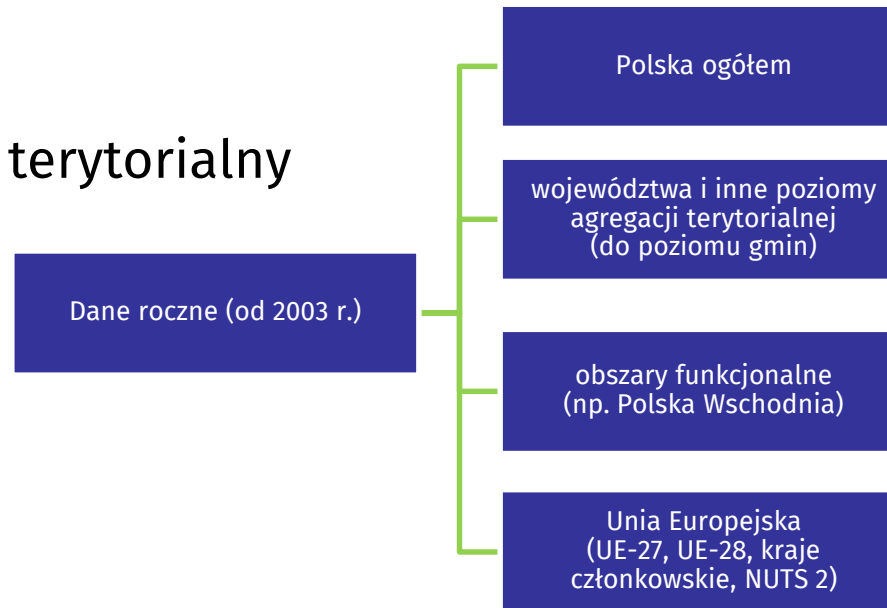 terytorialny
Dane roczne (od 2003 r.)
Polska ogółem
województwa i inne poziomy
agregacji terytorialnej
(do poziomu gmin)
obszary funkcjonalne
(np. Polska Wschodnia)
Unia Europejska
(UE-27, UE-28, kraje
członkowskie, NUTS 2)